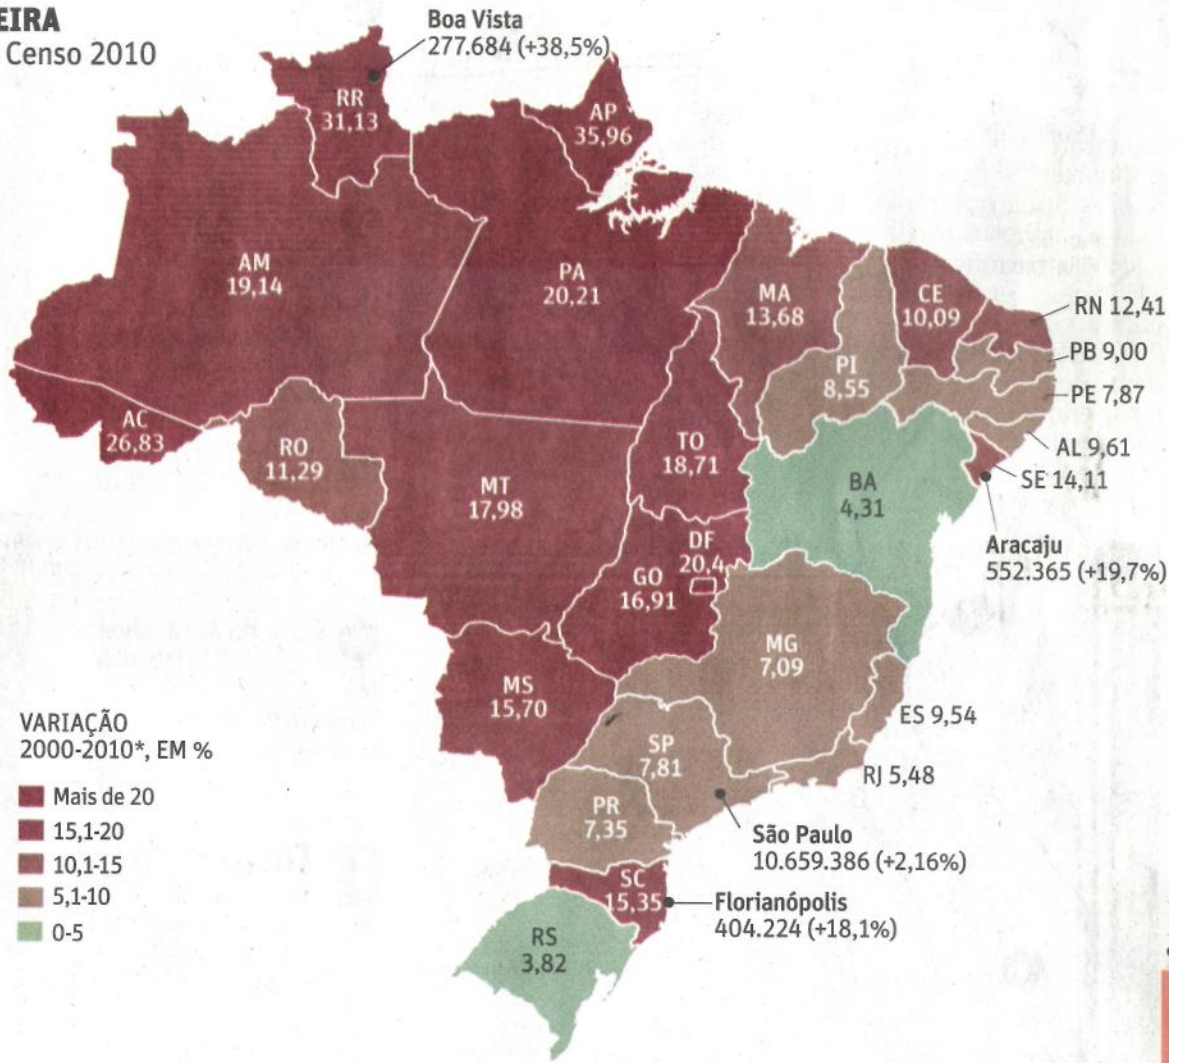 EIRA
Censo 2010
Boa Vista
277.684 (+38,5%)
RR
31,13
AP
35,96
AM
19,14
PA
20,21
MA
13,68
CE
10,09
RN 12,41
PB 9,00
PI
8,55
PE 7,87
AC
26,83
RO
11,29
TO
18,71
AL 9,61
SE 14,11
MT
17,98
BA
4,31
DF
20,4
Aracaju
552.365 (+19,7%)
GO
16,91
MG
7,09
MS
15,70
ES 9,54
SP
7,81
RJ 5,48
PR
7,35
São Paulo
10.659.386 (+2,16%)
SC
15,35
Florianópolis
404.224 (+18,1%)
RS
3,82
VARIAÇÃO
2000-2010*, EM %
Mais de 20
15,1-20
10,1-15
5,1-10
0-5